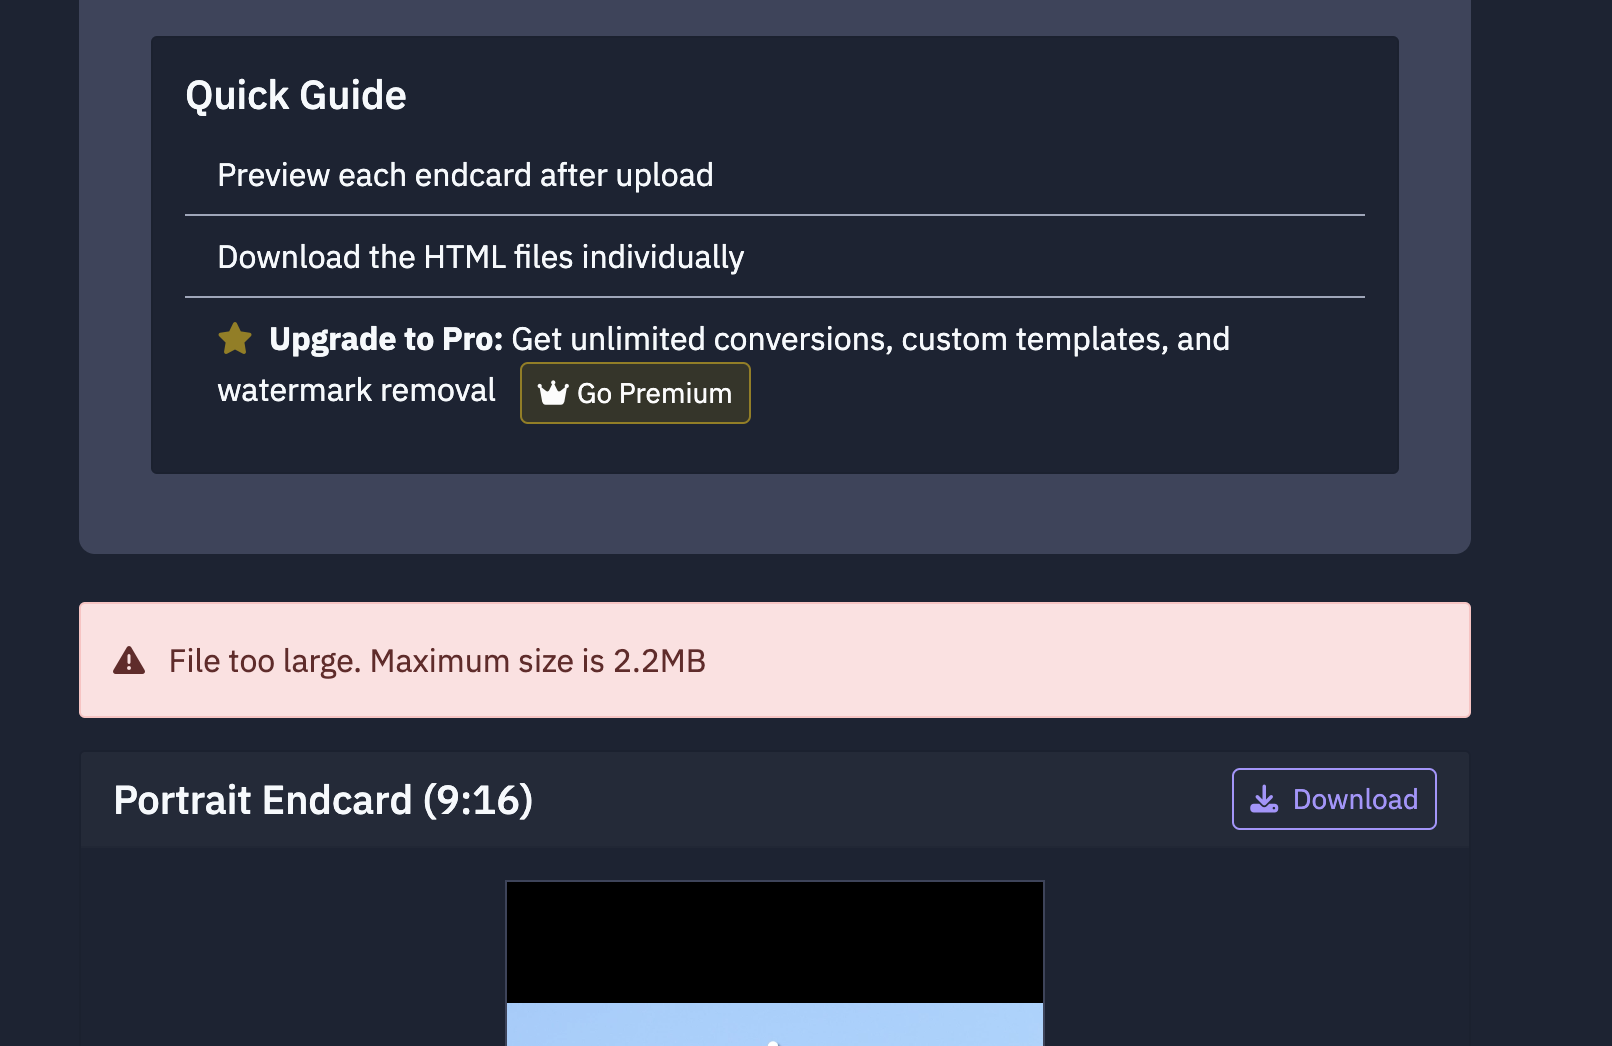 Quick Guide
Preview each endcard after upload
Download the HTML files individually
Upgrade to Pro: Get unlimited conversions, custom templates, and
watermark removal Go Premium
File too large. Maximum size is 2.2MB
Portrait Endcard (9:16)
Download